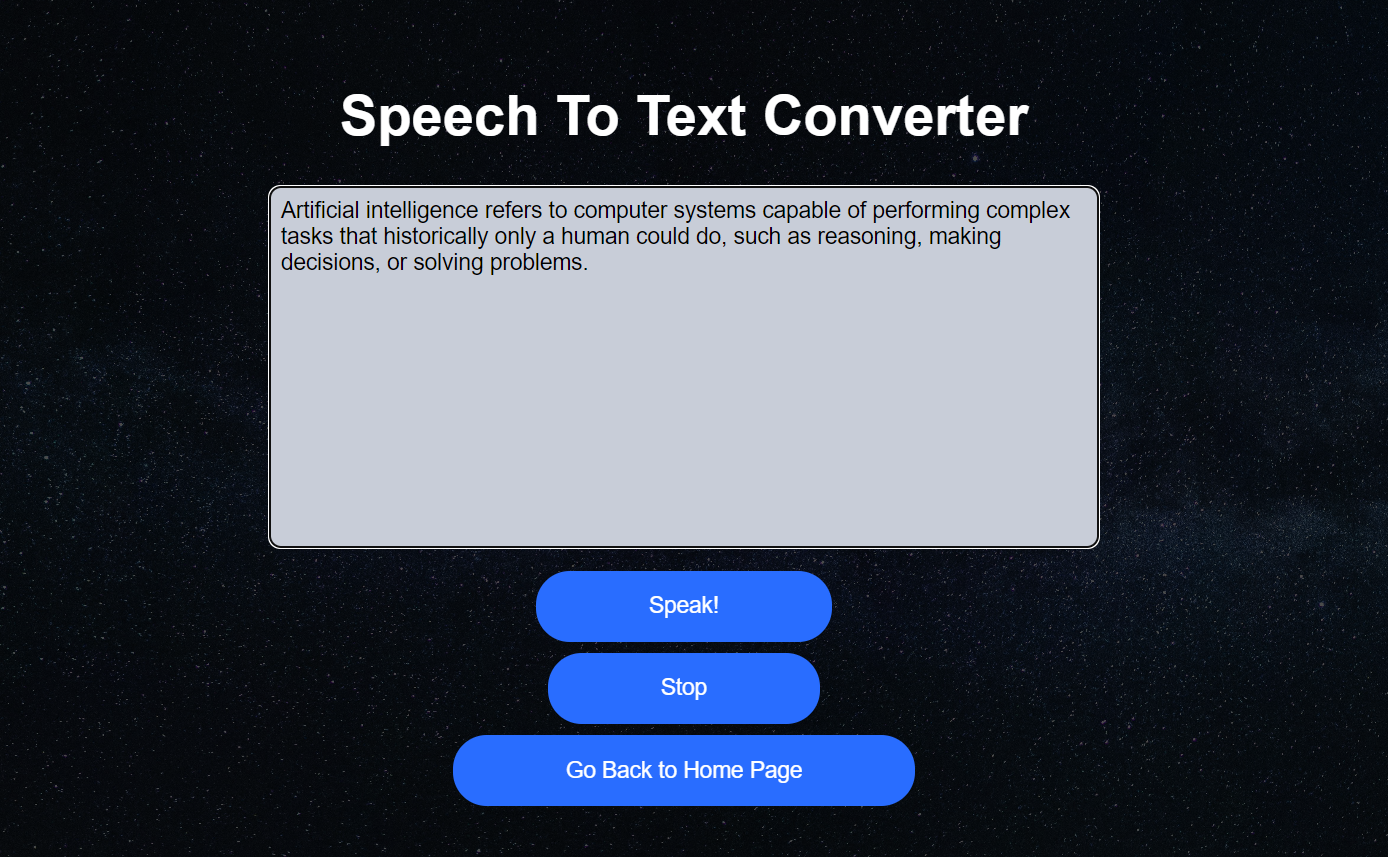 Speech To Text Converter
Artificial intelligence refers to computer systems capable of performing complex
tasks that historically only a human could do, such as reasoning, making
decisions, or solving problems.
Speak!
Stop
Go Back to Home Page